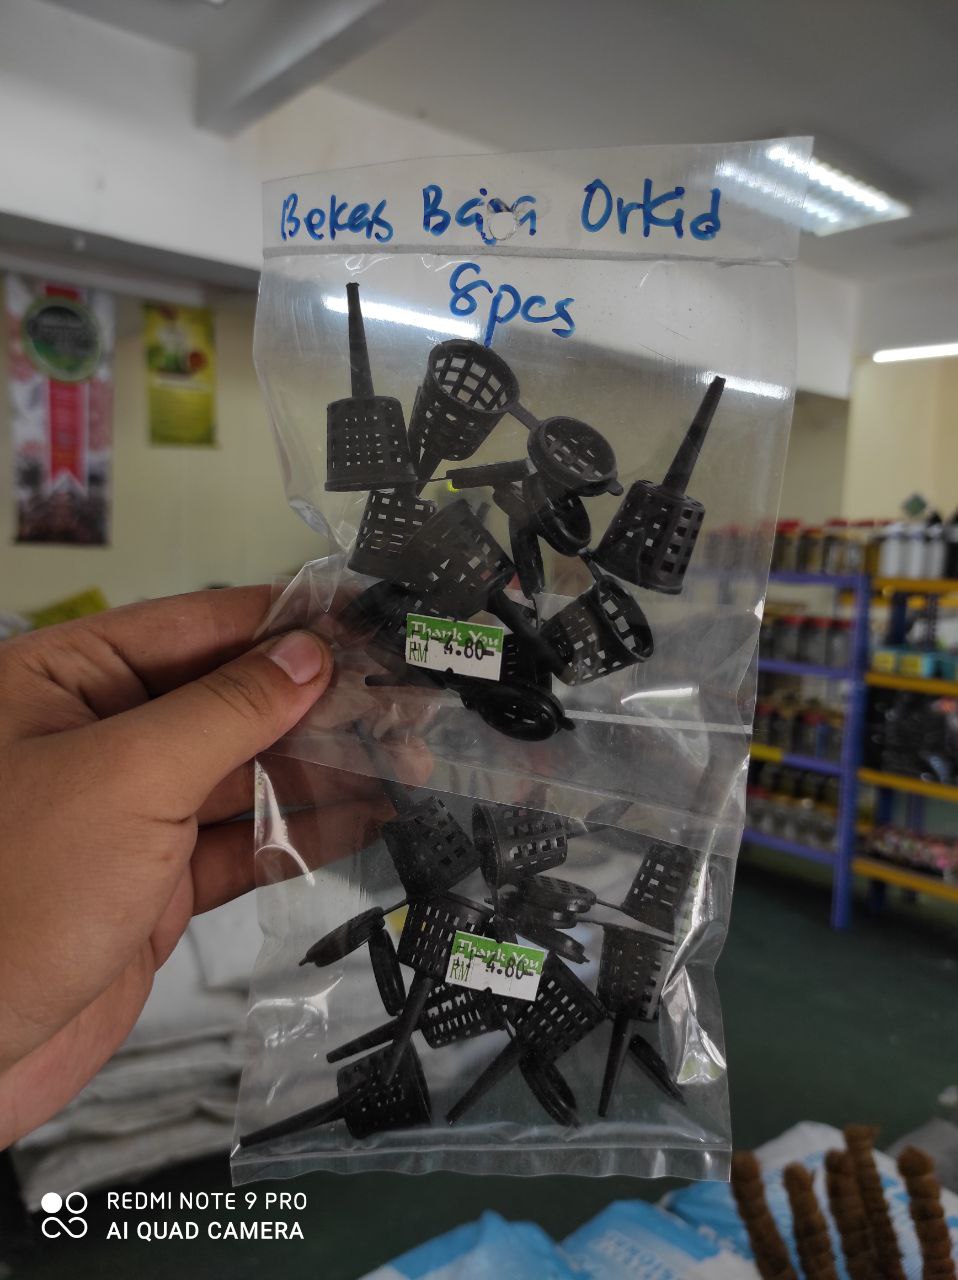 Bekas Baja Orkid
8pcs
Thank You
RM 4.80
Thank You
RM 4.80
REDMI NOTE 9 PRO
AI QUAD CAMERA